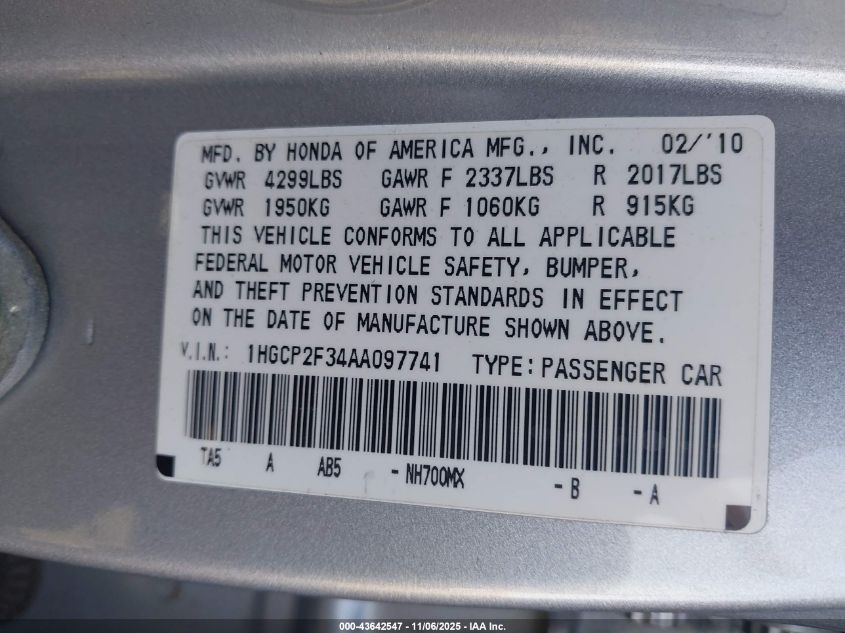 MFD. BY HONDA OF AMERICA MFG., INC. 02/'10
GVWR 4299LBS GAWR F 2337LBS R 2017LBS
GVWR 1950KG GAWR F 1060KG R 915KG
THIS VEHICLE CONFORMS TO ALL APPLICABLE
FEDERAL MOTOR VEHICLE SAFETY, BUMPER,
AND THEFT PREVENTION STANDARDS IN EFFECT
ON THE DATE OF MANUFACTURE SHOWN ABOVE.
V.I.N.: 1HGCP2F34AA097741 TYPE: PASSENGER CAR
TA5 A AB5 - NH700MX - B - A
000-43642547 - 11/06/2025 - IAA Inc.